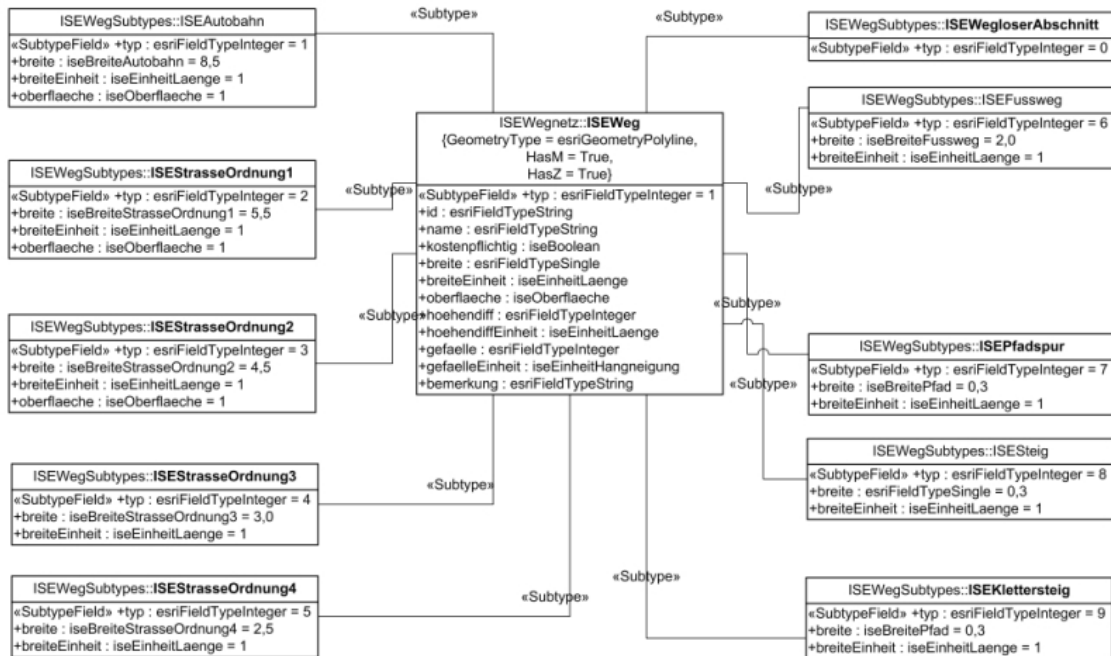 ISEWegSubtypes::ISEAutobahn
«SubtypeField» +typ : esriFieldTypeInteger = 1
+breite : iseBreiteAutobahn = 8,5
+breiteEinheit : iseEinheitLaenge = 1
+oberflaeche : iseOberflaeche = 1
«Subtype»
«Subtype»
ISEWegSubtypes::ISEWegloserAbschnitt
«SubtypeField» +typ : esriFieldTypeInteger = 0
ISEWegSubtypes::ISEFussweg
«SubtypeField» +typ : esriFieldTypeInteger = 6
+breite : iseBreiteFussweg = 2,0
+breiteEinheit : iseEinheitLaenge = 1
ISEWegnetz::ISEWeg
{GeometryType = esriGeometryPolyline,
HasM = True,
HasZ = True}
«SubtypeField» +typ : esriFieldTypeInteger = 1
+id : esriFieldTypeString
+name : esriFieldTypeString
+kostenpflichtig : iseBoolean
+breite : esriFieldTypeSingle
+breiteEinheit : iseEinheitLaenge
+oberflaeche : iseOberflaeche
+hoehendiff : esriFieldTypeInteger
+hoehendiffEinheit : iseEinheitLaenge
+gefaelle : esriFieldTypeInteger
+gefaelleEinheit : iseEinheitHangneigung
+bemerkung : esriFieldTypeString
ISEWegSubtypes::ISEStrasseOrdnung1
«SubtypeField» +typ : esriFieldTypeInteger = 2
+breite : iseBreiteStrasseOrdnung1 = 5,5
+breiteEinheit : iseEinheitLaenge = 1
+oberflaeche : iseOberflaeche = 1
«Subtype»
«Subtype»
ISEWegSubtypes::ISEStrasseOrdnung2
«SubtypeField» +typ : esriFieldTypeInteger = 3
+breite : iseBreiteStrasseOrdnung2 = 4,5
+breiteEinheit : iseEinheitLaenge = 1
+oberflaeche : iseOberflaeche = 1
«Subtype»
«Subtype»
ISEWegSubtypes::ISEPfadspur
«SubtypeField» +typ : esriFieldTypeInteger = 7
+breite : iseBreitePfad = 0,3
+breiteEinheit : iseEinheitLaenge = 1
«Subtype»
ISEWegSubtypes::ISESteig
«SubtypeField» +typ : esriFieldTypeInteger = 8
+breite : esriFieldTypeSingle = 0,3
+breiteEinheit : iseEinheitLaenge = 1
ISEWegSubtypes::ISEStrasseOrdnung3
«SubtypeField» +typ : esriFieldTypeInteger = 4
+breite : iseBreiteStrasseOrdnung3 = 3,0
+breiteEinheit : iseEinheitLaenge = 1
«Subtype»
ISEWegSubtypes::ISEStrasseOrdnung4
«SubtypeField» +typ : esriFieldTypeInteger = 5
+breite : iseBreiteStrasseOrdnung4 = 2,5
+breiteEinheit : iseEinheitLaenge = 1
«Subtype»
«Subtype»
ISEWegSubtypes::ISEKlettersteig
«SubtypeField» +typ : esriFieldTypeInteger = 9
+breite : iseBreitePfad = 0,3
+breiteEinheit : iseEinheitLaenge = 1